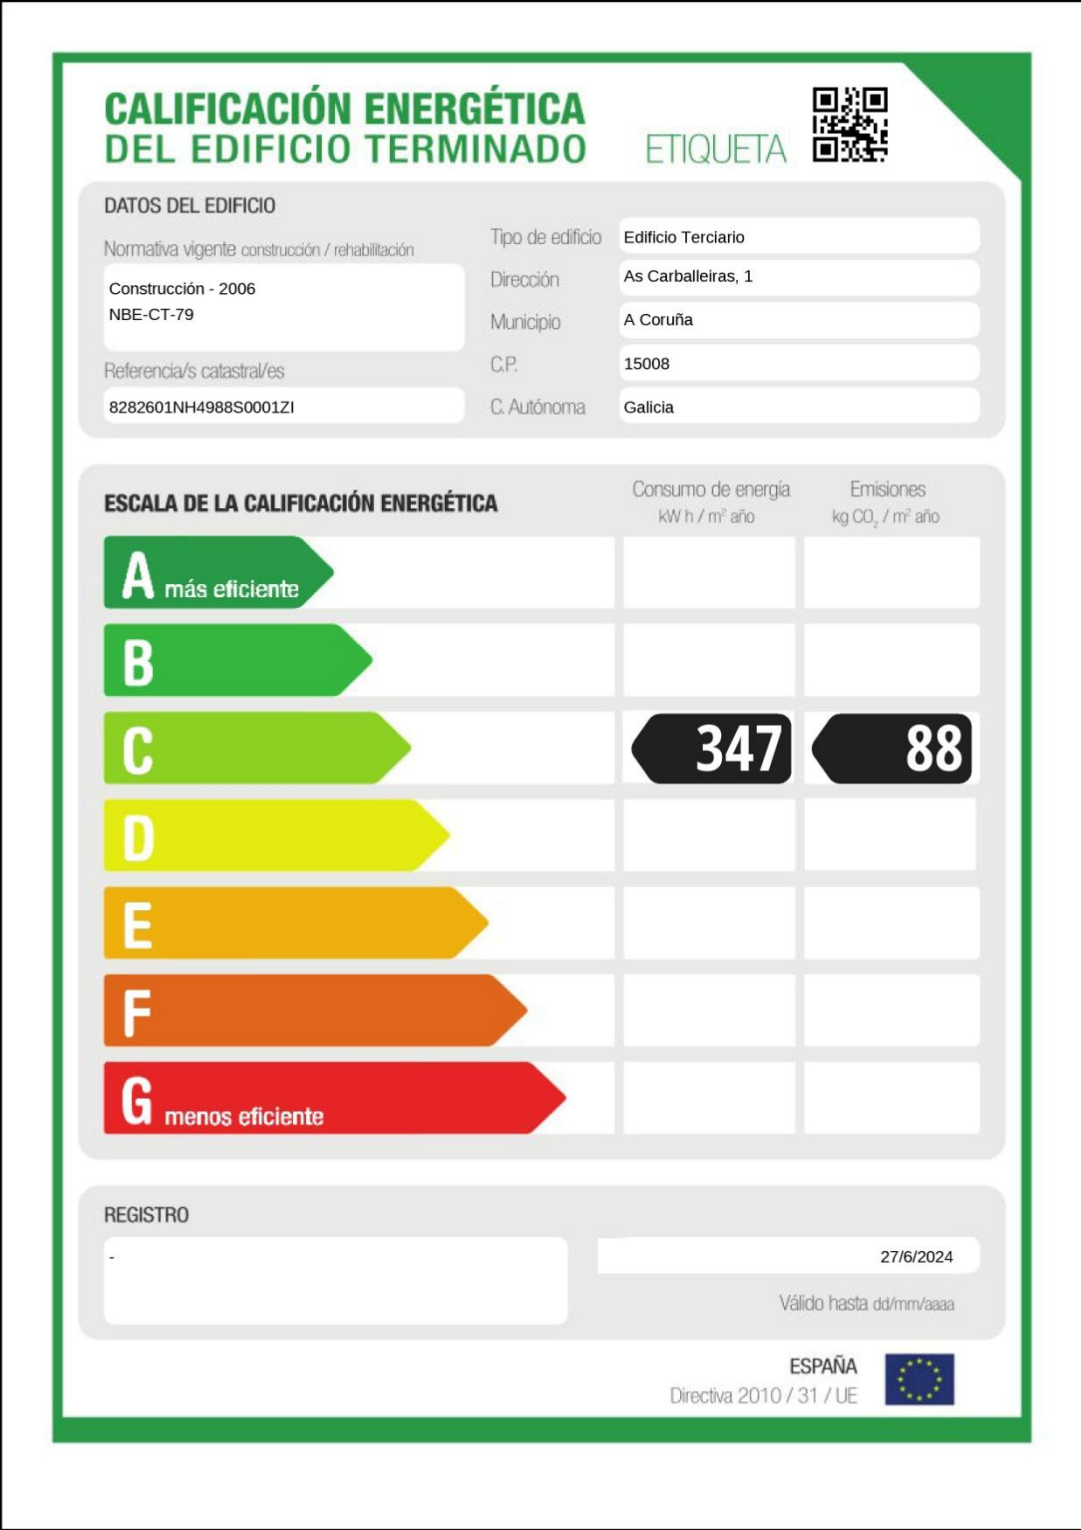 CALIFICACIÓN ENERGÉTICA
DEL EDIFICIO TERMINADO
ETIQUETA
DATOS DEL EDIFICIO
Normativa vigente construcción / rehabilitación
Construcción - 2006
NBE-CT-79
Referencia/s catastral/es
8282601NH4988S0001ZI
Tipo de edificio Edificio Terciario
Dirección As Carballeiras, 1
Municipio A Coruña
C.P. 15008
C. Autónoma Galicia
ESCALA DE LA CALIFICACIÓN ENERGÉTICA
Consumo de energía
kW h / m² año
Emisiones
kg CO₂ / m² año
A más eficiente
B
C 347 88
D
E
F
G menos eficiente
REGISTRO
-
27/6/2024
Válido hasta dd/mm/aaaa
ESPAÑA
Directiva 2010 / 31 / UE